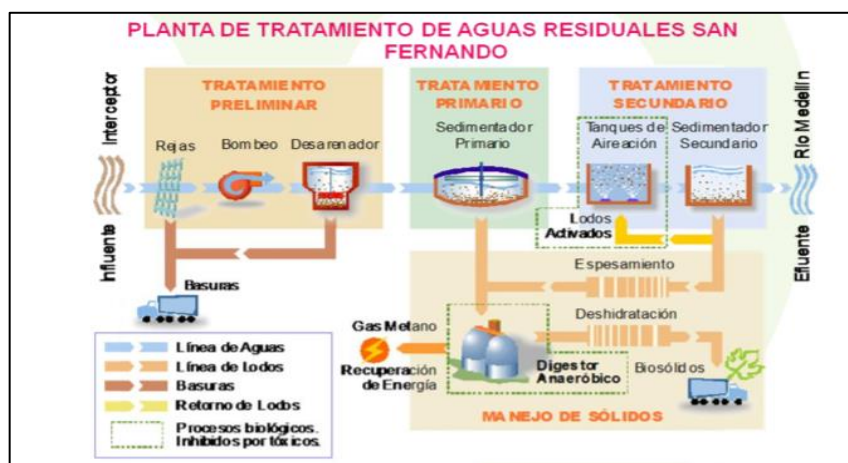 PLANTA DE TRATAMIENTO DE AGUAS RESIDUALES SAN
FERNANDO
TRATAMIENTO
PRELIMINAR
TRATAMIENTO
PRIMARIO
TRATAMIENTO
SECUNDARIO
Interceptor
Influente
Rejas
Bombeo
Desarenador
Sedimentador
Primario
Tanques de
Aireación
Sedimentador
Secundario
Río Medellín
Efluente
Lodos
Activados
Basuras
Espesamiento
Deshidratación
Gas Metano
Recuperación
de Energía
Digestor
Anaeróbico
Biosólidos
MANEJO DE SÓLIDOS
Línea de Aguas
Línea de Lodos
Basuras
Retorno de Lodos
Procesos biológicos.
Inhibidos por tóxicos.